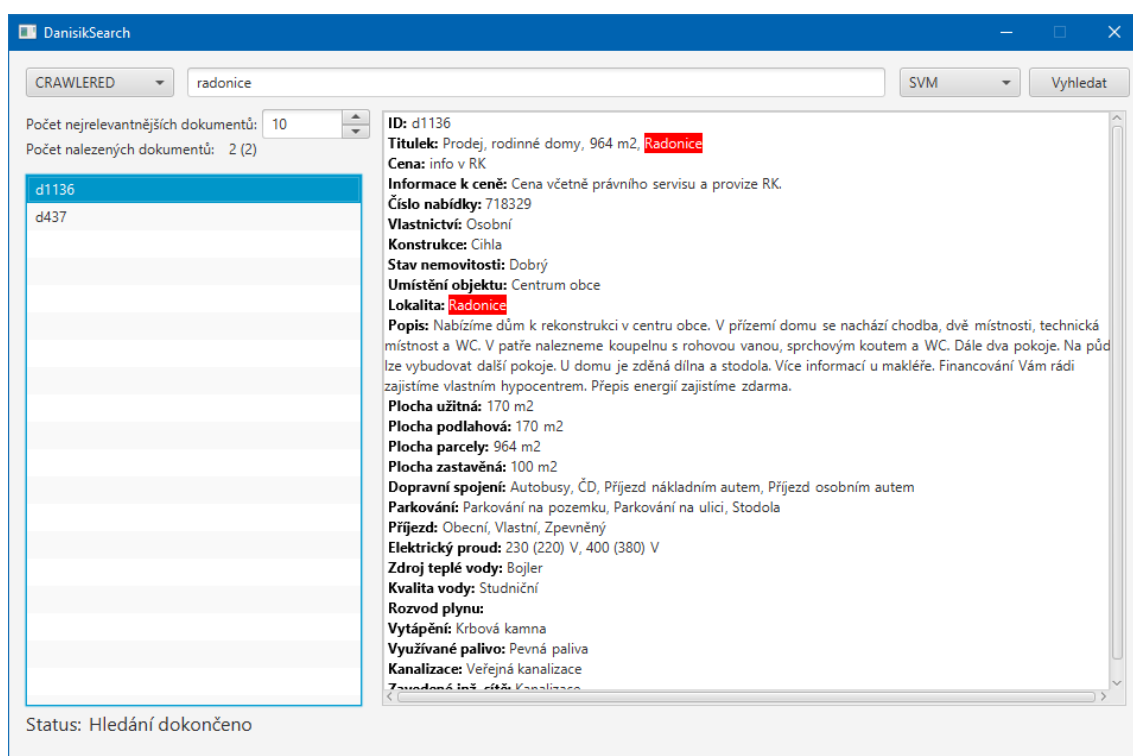 DanisikSearch
CRAWLERED radonice SVM Vyhledat
Počet nejrelevantnějších dokumentů: 10
Počet nalezených dokumentů: 2 (2)
d1136
d437
ID: d1136
Titulek: Prodej, rodinné domy, 964 m2, Radonice
Cena: info v RK
Informace k ceně: Cena včetně právního servisu a provize RK.
Číslo nabídky: 718329
Vlastnictví: Osobní
Konstrukce: Cihla
Stav nemovitosti: Dobrý
Umístění objektu: Centrum obce
Lokalita: Radonice
Popis: Nabízíme dům k rekonstrukci v centru obce. V přízemí domu se nachází chodba, dvě místnosti, technická
místnost a WC. V patře nalezneme koupelnu s rohovou vanou, sprchovým koutem a WC. Dále dva pokoje. Na půd
lze vybudovat další pokoje. U domu je zděná dílna a stodola. Více informací u makléře. Financování Vám rádi
zajistíme vlastním hypocentrem. Přepis energií zajistíme zdarma.
Plocha užitná: 170 m2
Plocha podlahová: 170 m2
Plocha parcely: 964 m2
Plocha zastavěná: 100 m2
Dopravní spojení: Autobusy, ČD, Příjezd nákladním autem, Příjezd osobním autem
Parkování: Parkování na pozemku, Parkování na ulici, Stodola
Příjezd: Obecní, Vlastní, Zpevněný
Elektrický proud: 230 (220) V, 400 (380) V
Zdroj teplé vody: Bojler
Kvalita vody: Studniční
Rozvod plynu:
Vytápění: Krbová kamna
Využívané palivo: Pevná paliva
Kanalizace: Veřejná kanalizace
Zavedené inž. sítě: Kanalizace
Status: Hledání dokončeno